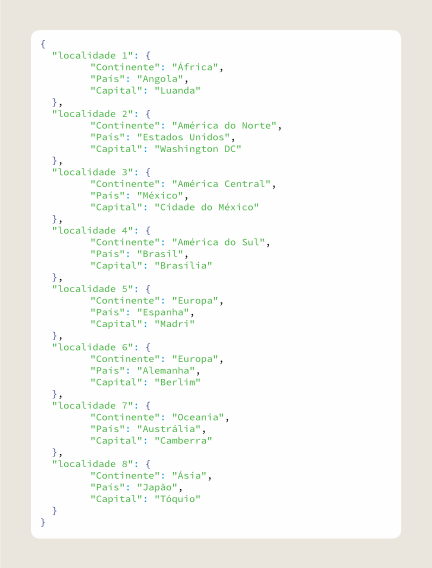 {
"localidade 1": {
"Continente": "África",
"País": "Angola",
"Capital": "Luanda"
},
"localidade 2": {
"Continente": "América do Norte",
"País": "Estados Unidos",
"Capital": "Washington DC"
},
"localidade 3": {
"Continente": "América Central",
"País": "México",
"Capital": "Cidade do México"
},
"localidade 4": {
"Continente": "América do Sul",
"País": "Brasil",
"Capital": "Brasília"
},
"localidade 5": {
"Continente": "Europa",
"País": "Espanha",
"Capital": "Madri"
},
"localidade 6": {
"Continente": "Europa",
"País": "Alemanha",
"Capital": "Berlim"
},
"localidade 7": {
"Continente": "Oceania",
"País": "Austrália",
"Capital": "Camberra"
},
"localidade 8": {
"Continente": "Ásia",
"País": "Japão",
"Capital": "Tóquio"
}
}